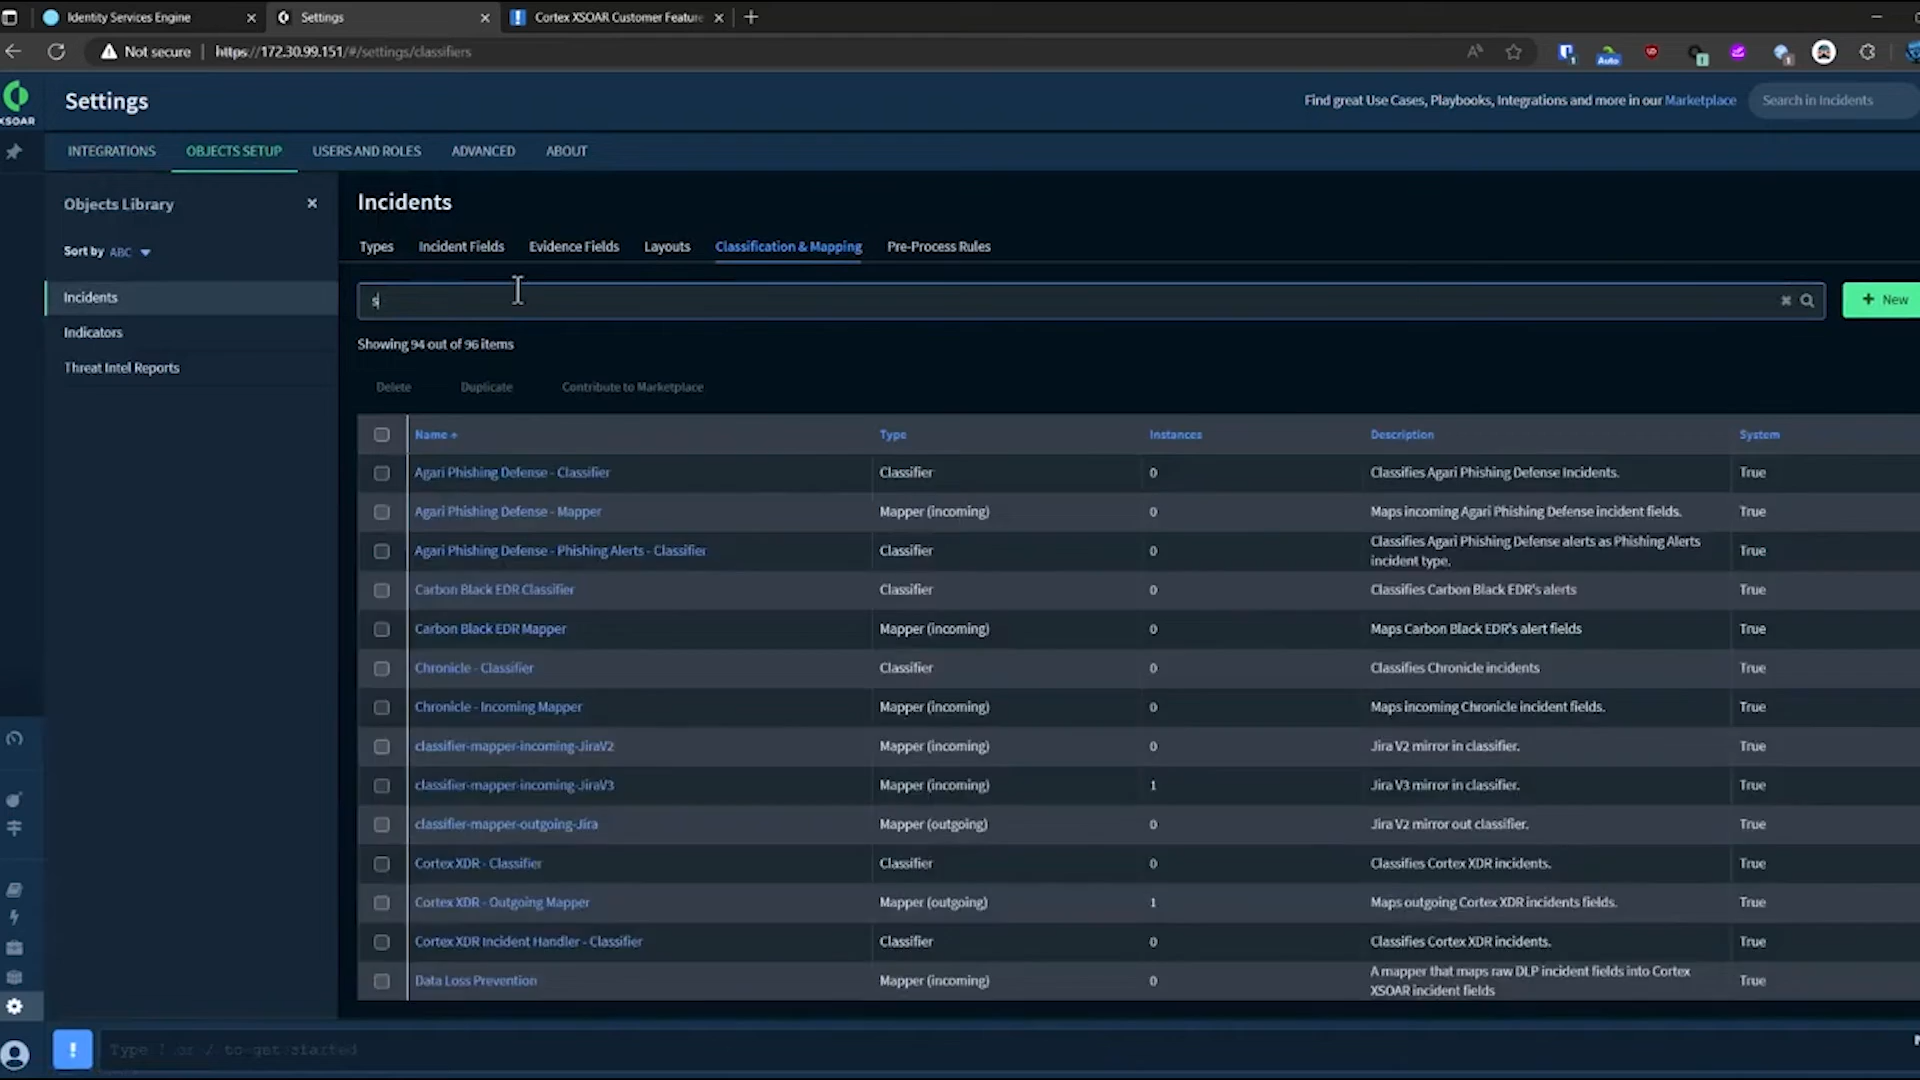 Identity Services Engine
Settings
Cortex XSOAR Customer Feature
Not secure
https://172.30.99.151/#/settings/classifiers
XSOAR
Settings
Find great Use Cases, Playbooks, Integrations and more in our Marketplace
Search in Incidents
INTEGRATIONS
OBJECTS SETUP
USERS AND ROLES
ADVANCED
ABOUT
Objects Library
Sort by ABC
Incidents
Indicators
Threat Intel Reports
Incidents
Types
Incident Fields
Evidence Fields
Layouts
Classification & Mapping
Pre-Process Rules
s
+ New
Showing 94 out of 96 items
Delete
Duplicate
Contribute to Marketplace
Name Type Instances Description System
Agari Phishing Defense - Classifier Classifier 0 Classifies Agari Phishing Defense Incidents. True
Agari Phishing Defense - Mapper Mapper (incoming) 0 Maps incoming Agari Phishing Defense incident fields. True
Agari Phishing Defense - Phishing Alerts - Classifier Classifier 0 Classifies Agari Phishing Defense alerts as Phishing Alerts True
incident type.
Carbon Black EDR Classifier Classifier 0 Classifies Carbon Black EDR's alerts True
Carbon Black EDR Mapper Mapper (incoming) 0 Maps Carbon Black EDR's alert fields True
Chronicle - Classifier Classifier 0 Classifies Chronicle incidents True
Chronicle - Incoming Mapper Mapper (incoming) 0 Maps incoming Chronicle incident fields. True
classifier-mapper-incoming-JiraV2 Mapper (incoming) 0 Jira V2 mirror in classifier. True
classifier-mapper-incoming-JiraV3 Mapper (incoming) 1 Jira V3 mirror in classifier. True
classifier-mapper-outgoing-Jira Mapper (outgoing) 0 Jira V2 mirror out classifier. True
Cortex XDR - Classifier Classifier 0 Classifies Cortex XDR incidents. True
Cortex XDR - Outgoing Mapper Mapper (outgoing) 1 Maps outgoing Cortex XDR incidents fields. True
Cortex XDR Incident Handler - Classifier Classifier 0 Classifies Cortex XDR incidents. True
Data Loss Prevention Mapper (incoming) 0 A mapper that maps raw DLP incident fields into Cortex True
XSOAR incident fields
!
Type ! or / to get started